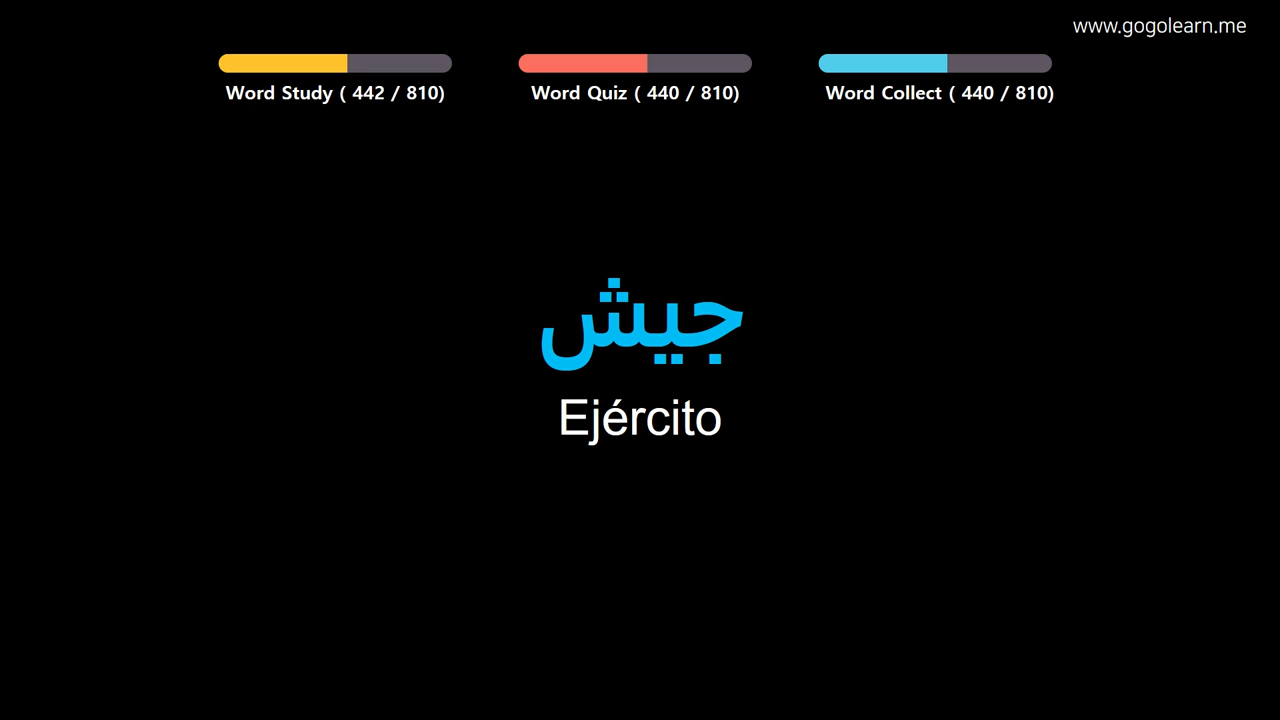 www.gogolearn.me
Word Study ( 442 / 810)
Word Quiz ( 440 / 810)
Word Collect ( 440 / 810)
جيش
Ejército